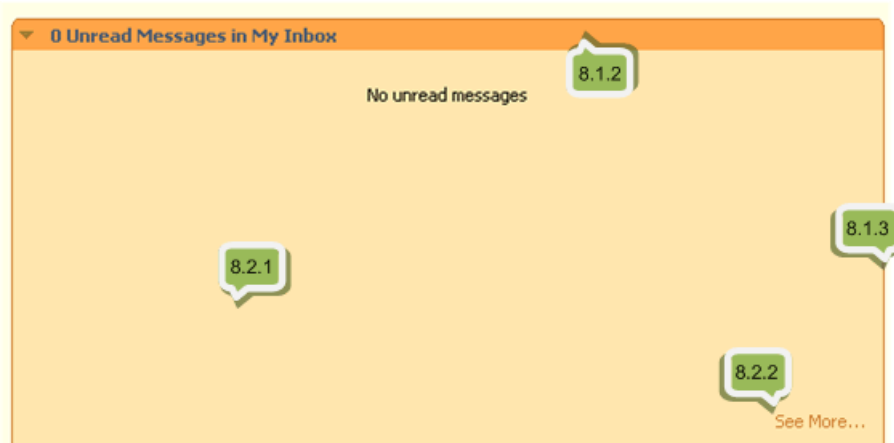 0 Unread Messages in My Inbox
8.1.2
No unread messages
8.1.3
8.2.1
8.2.2
See More...